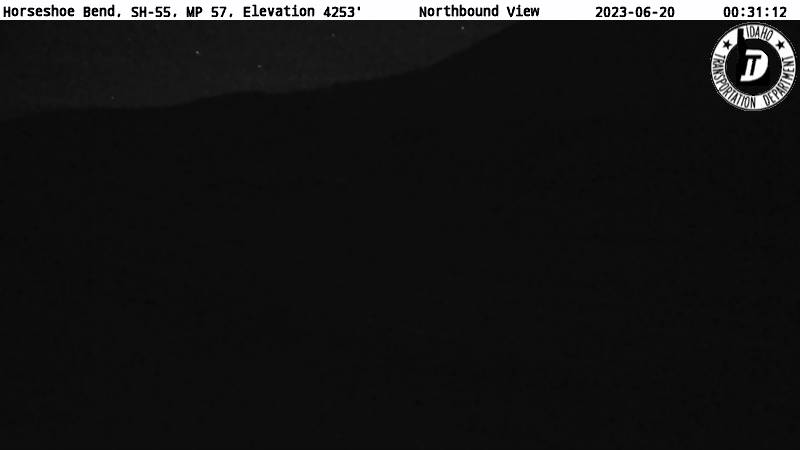 Horseshoe Bend, SH-55, MP 57, Elevation 4253' Northbound View 2023-06-20 00:31:12
IDAHO
TRANSPORTATION DEPARTMENT